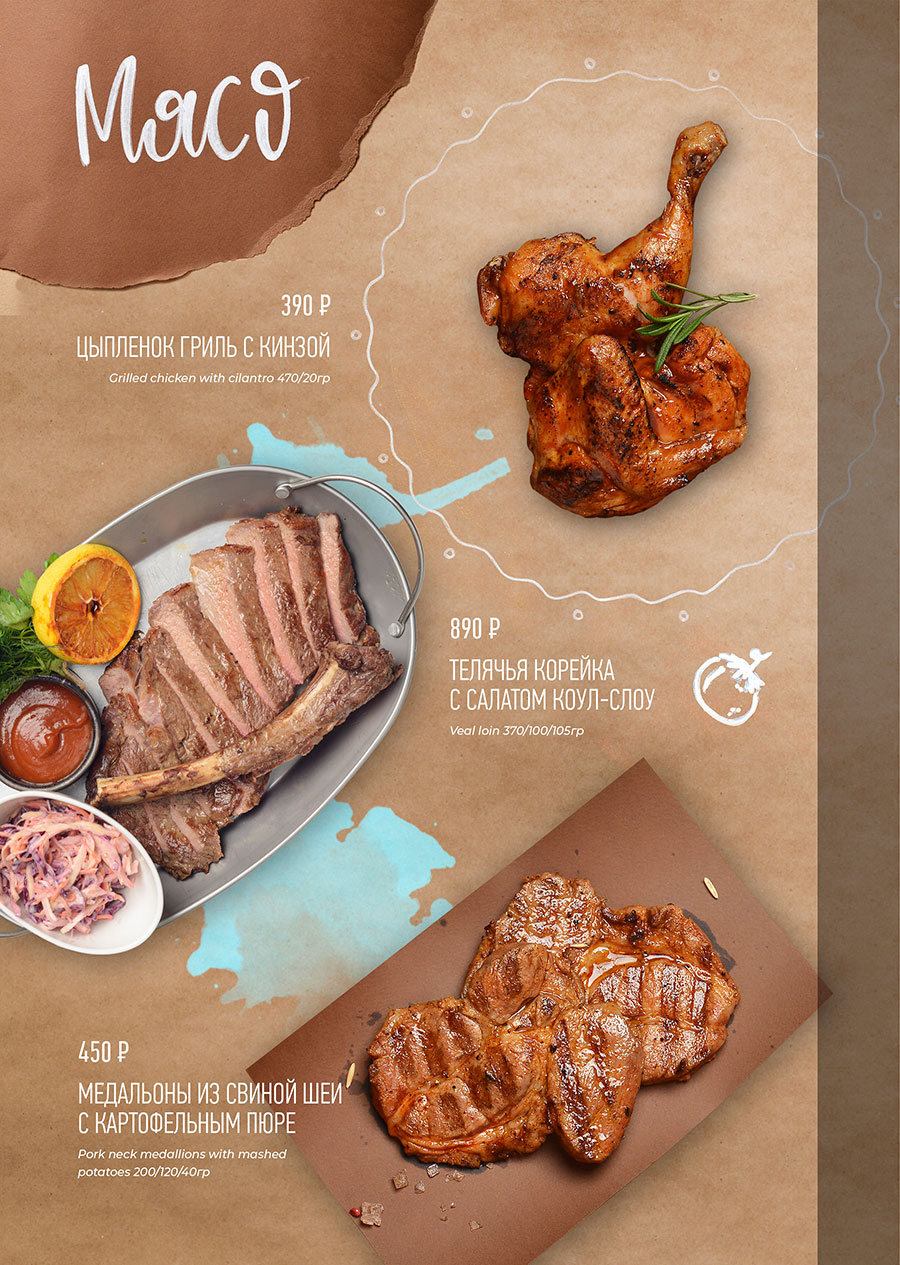 Мясо
390 ₽
ЦЫПЛЕНОК ГРИЛЬ С КИНЗОЙ
Grilled chicken with cilantro 470/20гр
890 ₽
ТЕЛЯЧЬЯ КОРЕЙКА
С САЛАТОМ КОУЛ-СЛОУ
Veal loin 370/100/105гр
450 ₽
МЕДАЛЬОНЫ ИЗ СВИНОЙ ШЕИ
С КАРТОФЕЛЬНЫМ ПЮРЕ
Pork neck medallions with mashed
potatoes 200/120/40гр